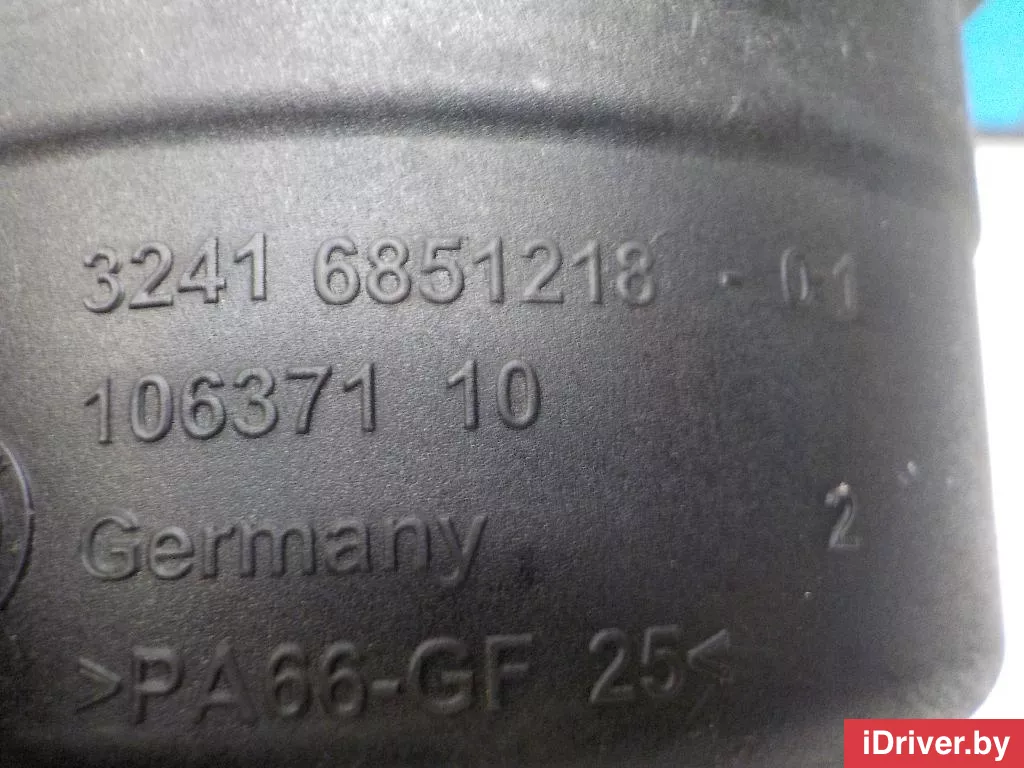 3241 6851218 - 01
106371 10
Germany
2
>PA66-GF 25<
iDriver.by